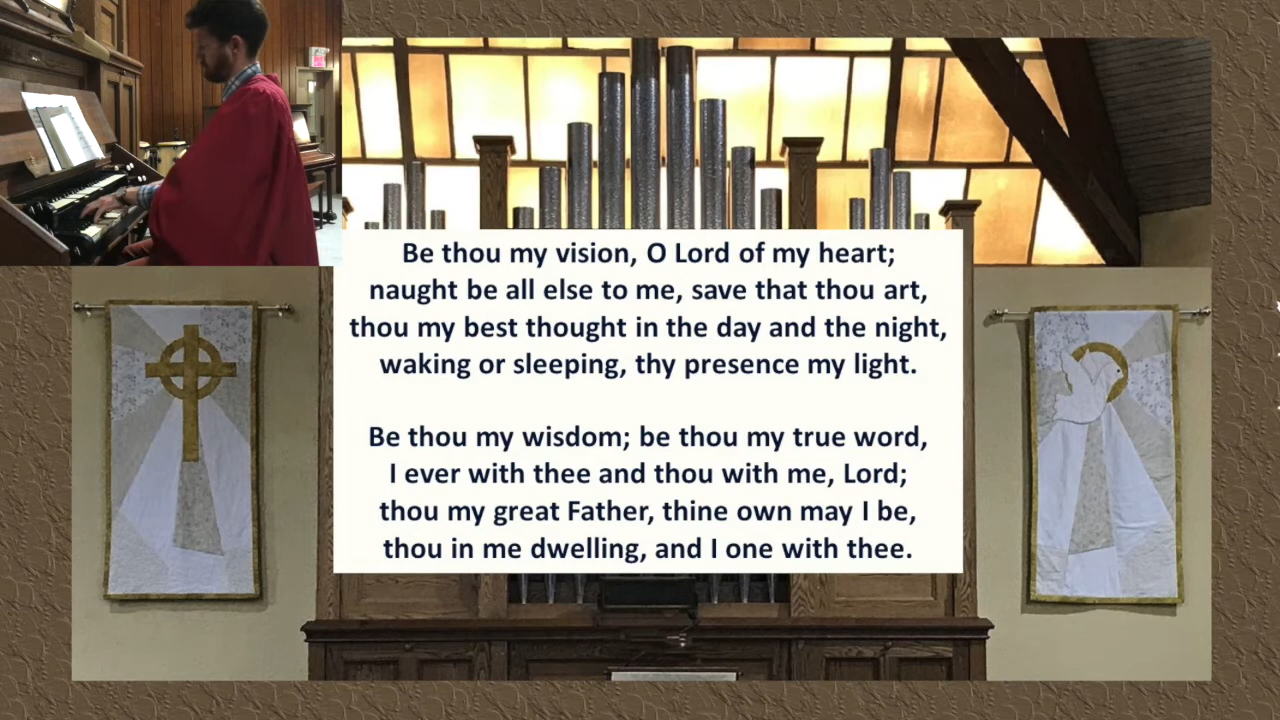 Be thou my vision, O Lord of my heart;
naught be all else to me, save that thou art,
thou my best thought in the day and the night,
waking or sleeping, thy presence my light.
Be thou my wisdom; be thou my true word,
I ever with thee and thou with me, Lord;
thou my great Father, thine own may I be,
thou in me dwelling, and I one with thee.